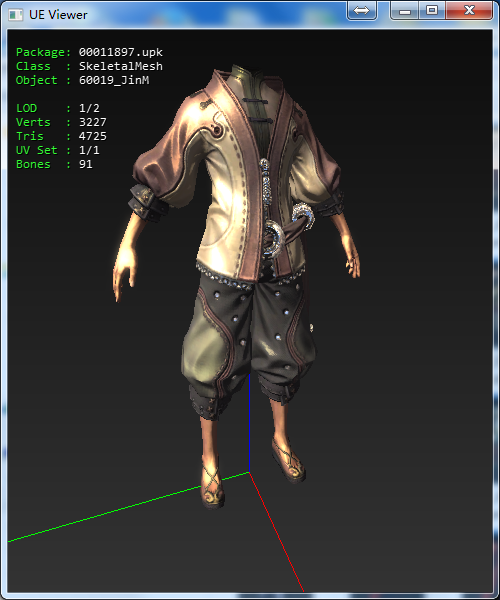 UE Viewer
Package: 00011897.upk
Class : SkeletalMesh
Object : 60019_JinM
LOD : 1/2
Verts : 3227
Tris : 4725
UV Set : 1/1
Bones : 91